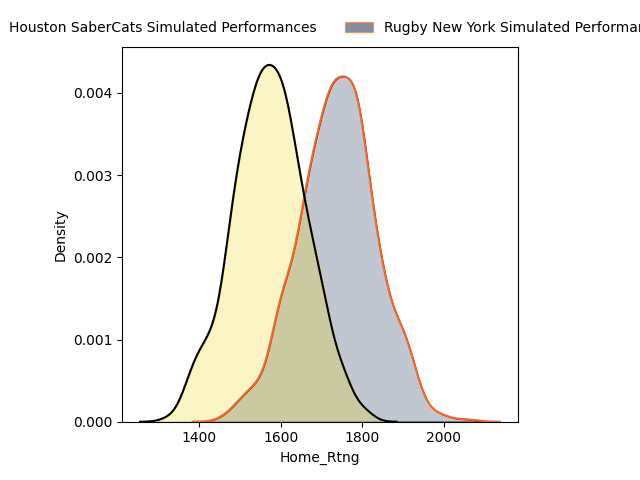 Houston SaberCats Simulated Performances
Rugby New York Simulated
0.004
0.003
0.002
0.001
0.000
Density
1400
1600
1800
2000
Home_Rtng